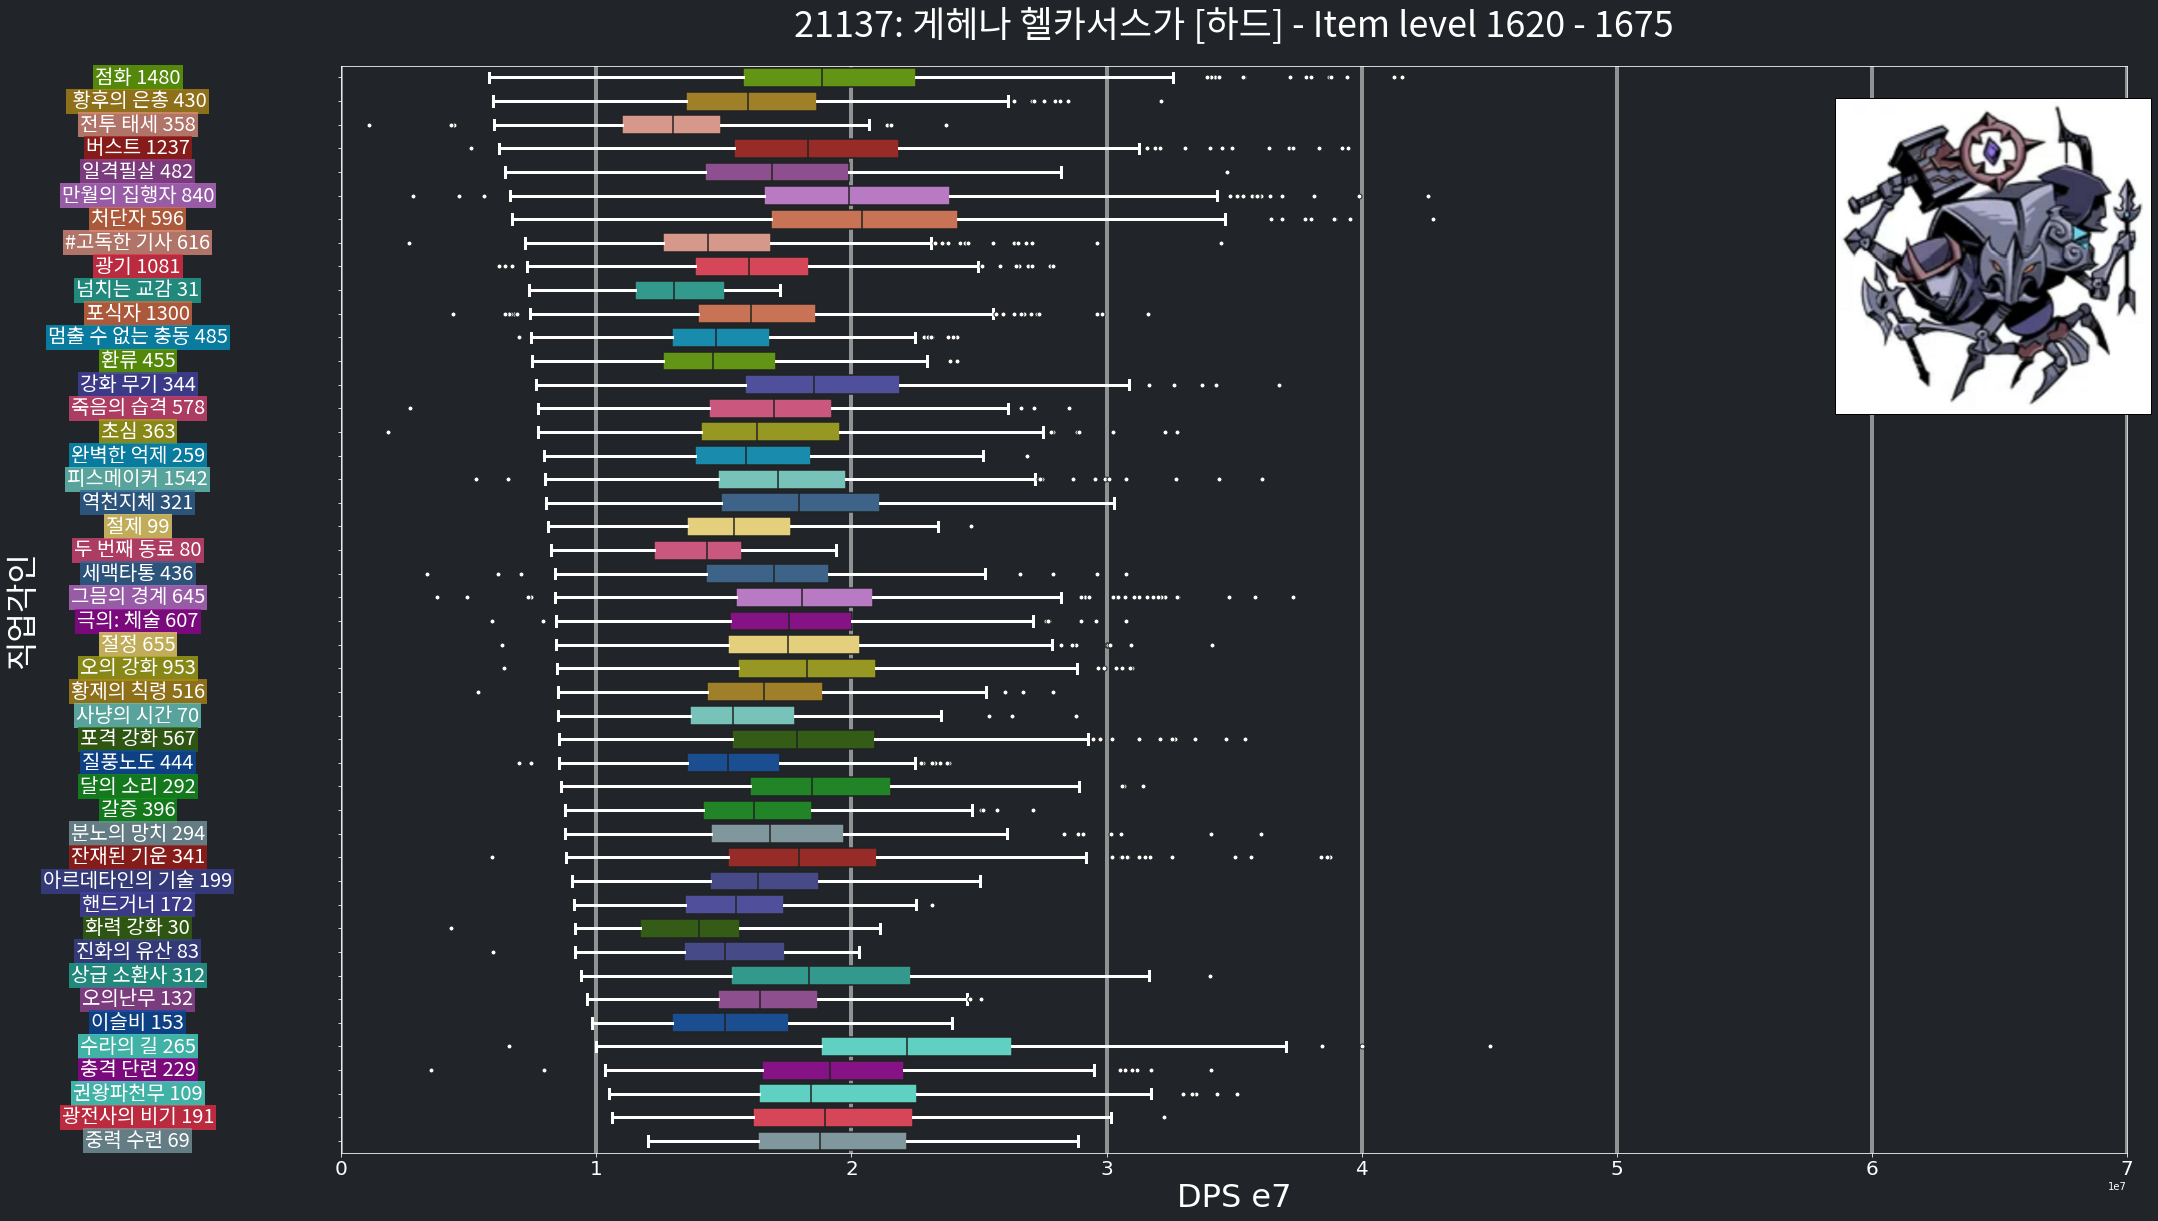 21137: 게헤나 헬카서스가 [하드] - Item level 1620 - 1675
직업각인
점화 1480
황후의 은총 430
전투 태세 358
버스트 1237
일격필살 482
만월의 집행자 840
처단자 596
#고독한 기사 616
광기 1081
넘치는 교감 31
포식자 1300
멈출 수 없는 충동 485
환류 455
강화 무기 344
죽음의 습격 578
초심 363
완벽한 억제 259
피스메이커 1542
역천지체 321
절제 99
두 번째 동료 80
세맥타통 436
그믐의 경계 645
극의: 체술 607
절정 655
오의 강화 953
황제의 칙령 516
사냥의 시간 70
포격 강화 567
질풍노도 444
달의 소리 292
갈증 396
분노의 망치 294
잔재된 기운 341
아르데타인의 기술 199
핸드거너 172
화력 강화 30
진화의 유산 83
상급 소환사 312
오의난무 132
이슬비 153
수라의 길 265
충격 단련 229
권왕파천무 109
광전사의 비기 191
중력 수련 69
0 1 2 3 4 5 6 7
1e7
DPS e7